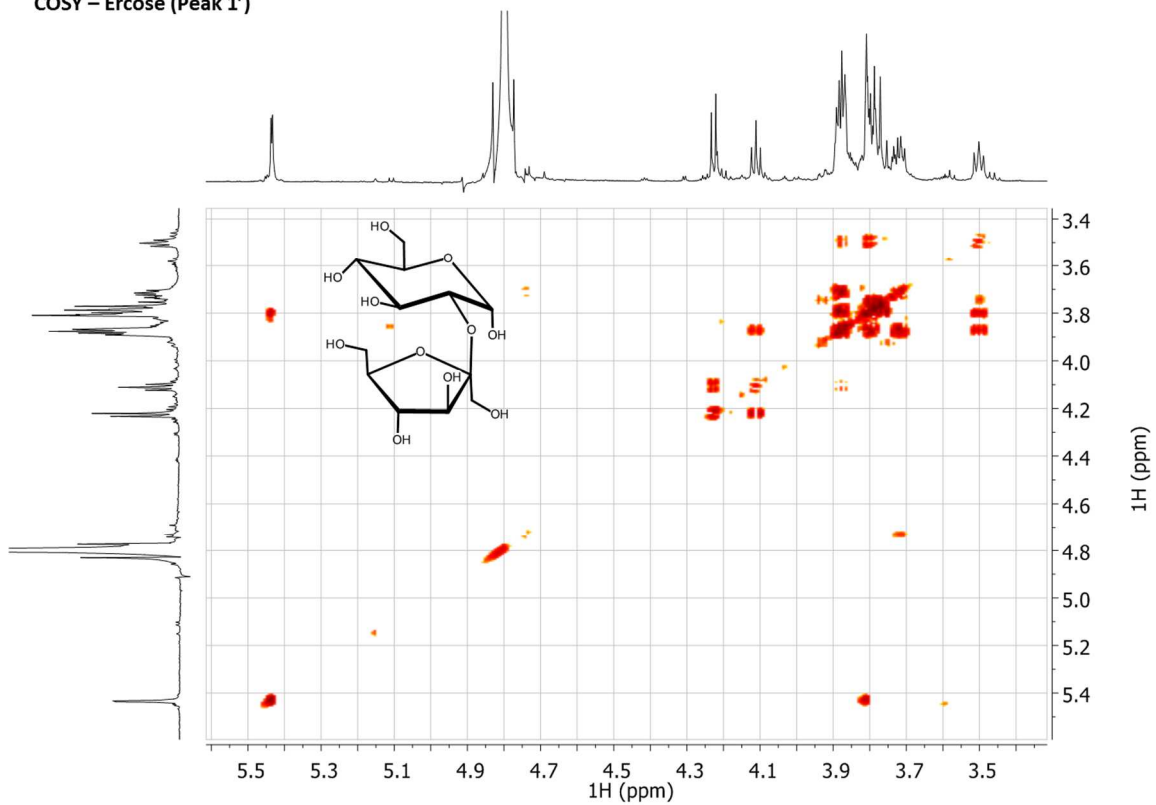 COSY – Ercose (Peak 1')
HO
O
HO
HO
OH
O
HO
O
OH
OH
OH
3.4
3.6
3.8
4.0
4.2
4.4
4.6
4.8
5.0
5.2
5.4
1H (ppm)
5.5 5.3 5.1 4.9 4.7 4.5 4.3 4.1 3.9 3.7 3.5
1H (ppm)